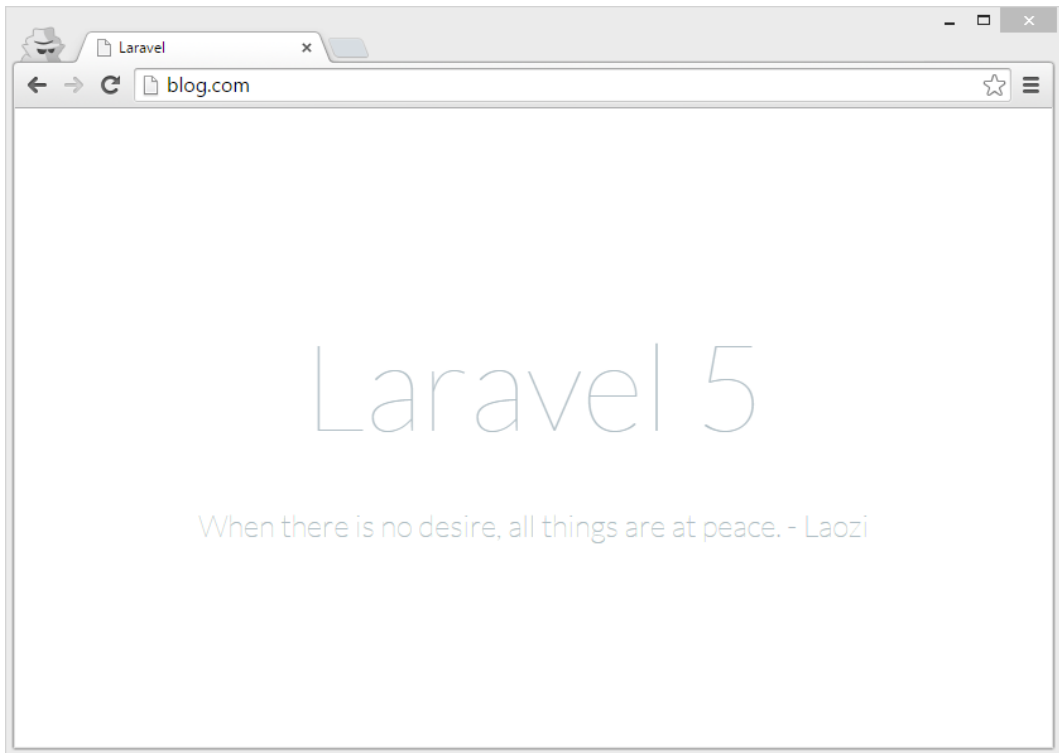 Laravel
blog.com
Laravel 5
When there is no desire, all things are at peace. - Laozi